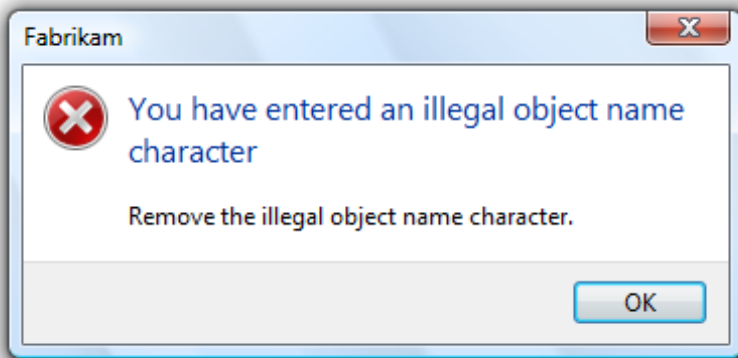 Fabrikam
You have entered an illegal object name
character
Remove the illegal object name character.
OK